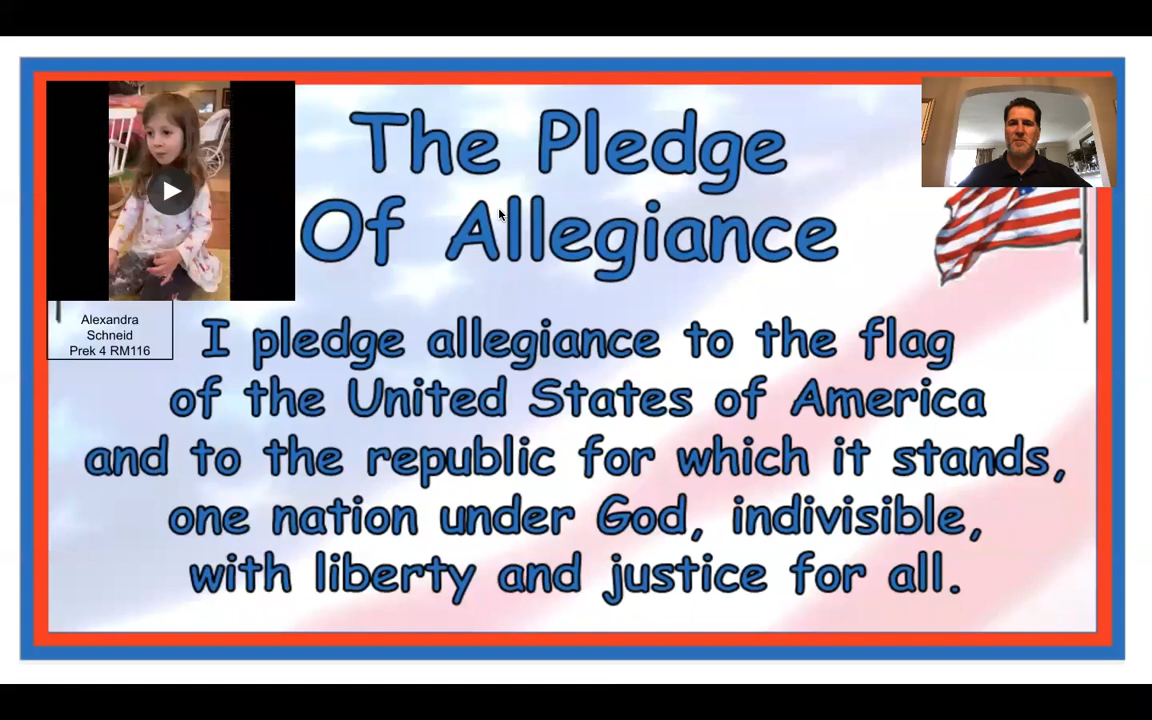 The Pledge
Of Allegiance
Alexandra
Schneid
Prek 4 RM116
I pledge allegiance to the flag
of the United States of America
and to the republic for which it stands,
one nation under God, indivisible,
with liberty and justice for all.